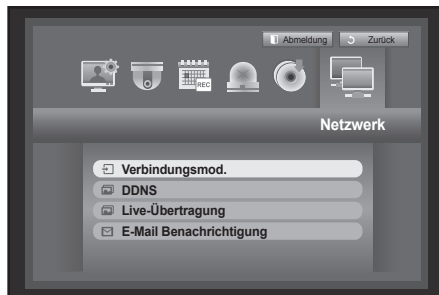 Abmeldung Zurück
REC
Netzwerk
Verbindungsmod.
DDNS
Live-Übertragung
E-Mail Benachrichtigung